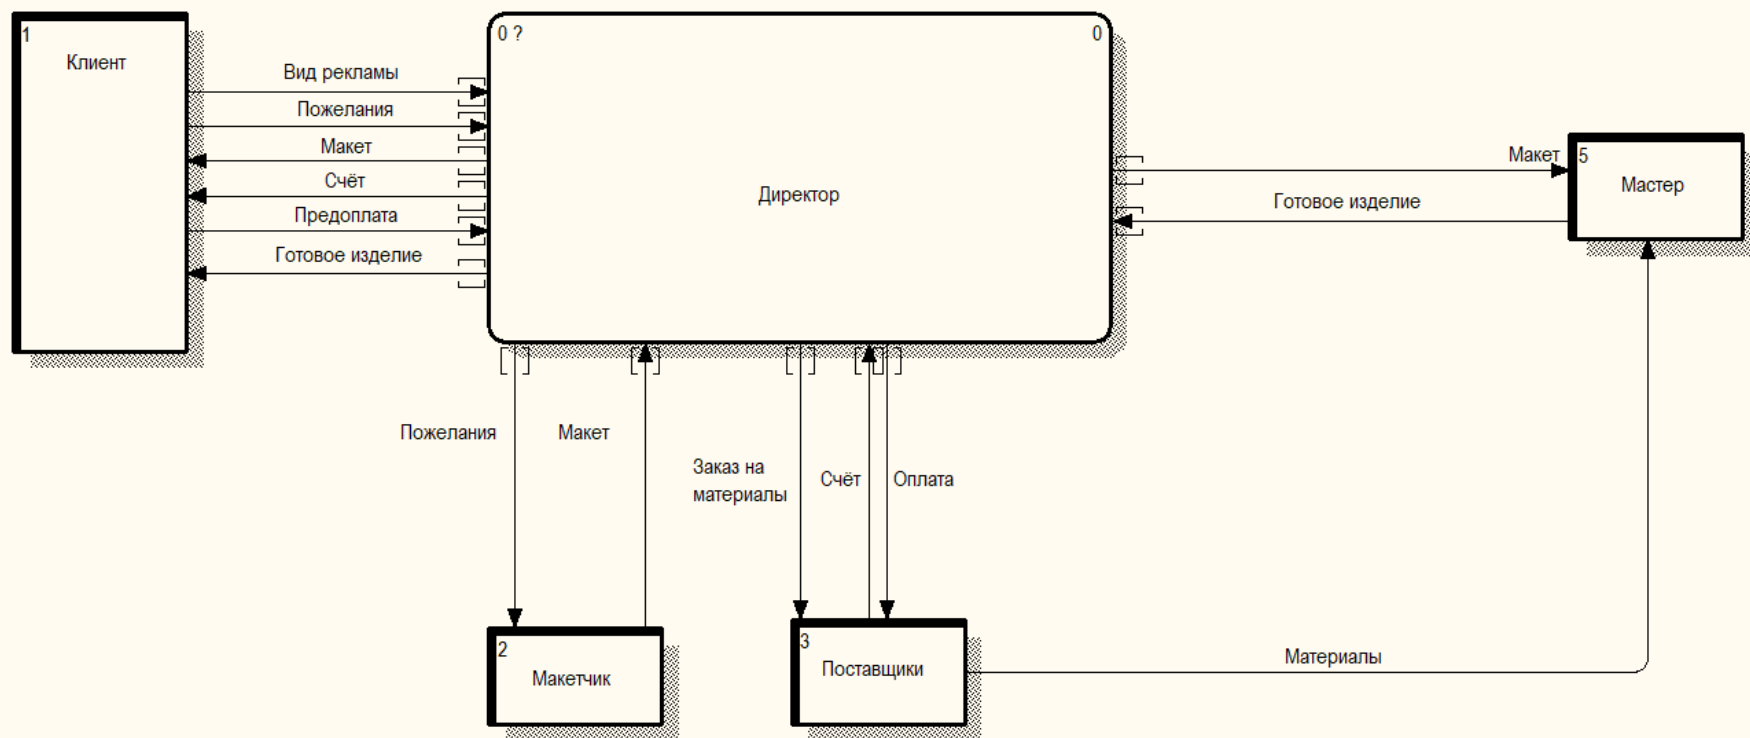 1
Клиент
Вид рекламы
Пожелания
Макет
Счёт
Предоплата
Готовое изделие
0 ?
0
Директор
Макет
Готовое изделие
5
Мастер
Пожелания
Макет
Заказ на
материалы
Счёт
Оплата
2
Макетчик
3
Поставщики
Материалы